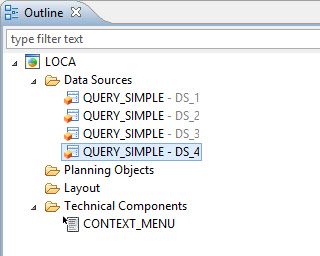 Outline
type filter text
LOCA
Data Sources
QUERY_SIMPLE - DS_1
QUERY_SIMPLE - DS_2
QUERY_SIMPLE - DS_3
QUERY_SIMPLE - DS_4
Planning Objects
Layout
Technical Components
CONTEXT_MENU